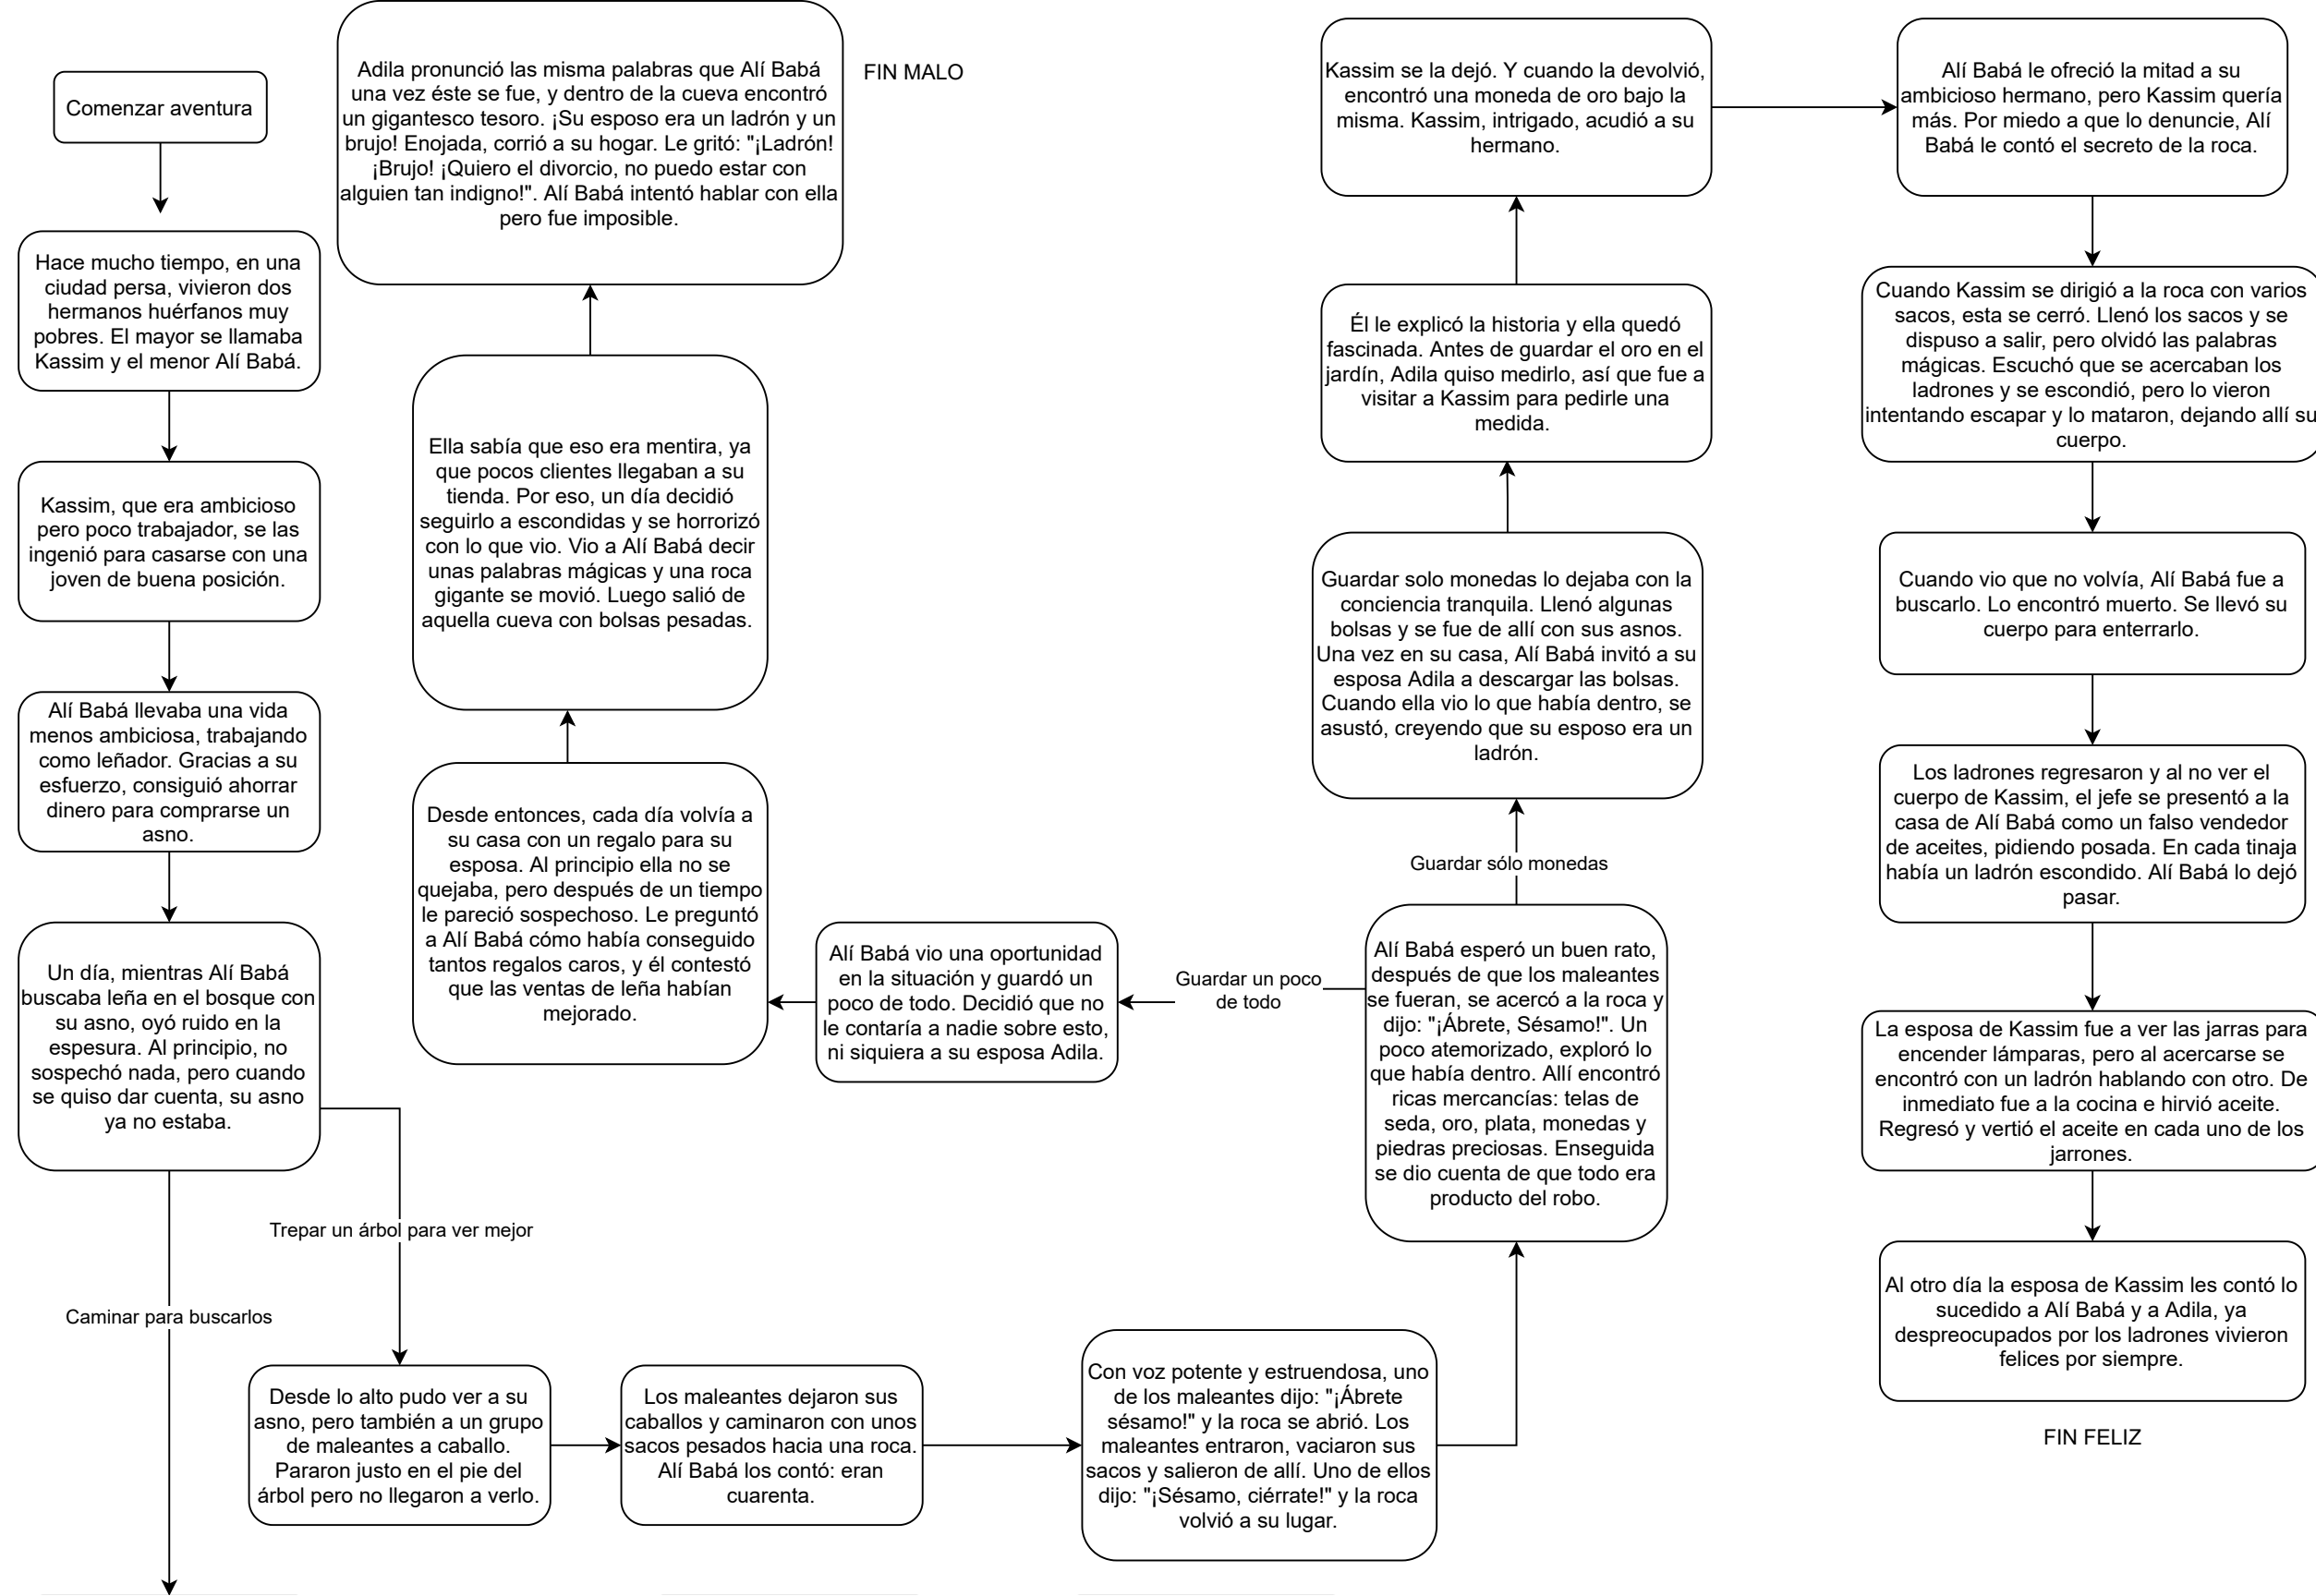 Comenzar aventura
Hace mucho tiempo, en una
ciudad persa, vivieron dos
hermanos huérfanos muy
pobres. El mayor se llamaba
Kassim y el menor Alí Babá.
Kassim, que era ambicioso
pero poco trabajador, se las
ingenió para casarse con una
joven de buena posición.
Alí Babá llevaba una vida
menos ambiciosa, trabajando
como leñador. Gracias a su
esfuerzo, consiguió ahorrar
dinero para comprarse un
asno.
Un día, mientras Alí Babá
buscaba leña en el bosque con
su asno, oyó ruido en la
espesura. Al principio, no
sospechó nada, pero cuando
se quiso dar cuenta, su asno
ya no estaba.
Caminar para buscarlos
Trepar un árbol para ver mejor
Desde lo alto pudo ver a su
asno, pero también a un grupo
de maleantes a caballo.
Pararon justo en el pie del
árbol pero no llegaron a verlo.
Los maleantes dejaron sus
caballos y caminaron con unos
sacos pesados hacia una roca.
Alí Babá los contó: eran
cuarenta.
Con voz potente y estruendosa, uno
de los maleantes dijo: "¡Ábrete
sésamo!" y la roca se abrió. Los
maleantes entraron, vaciaron sus
sacos y salieron de allí. Uno de ellos
dijo: "¡Sésamo, ciérrate!" y la roca
volvió a su lugar.
Alí Babá esperó un buen rato,
después de que los maleantes
se fueran, se acercó a la roca y
dijo: "¡Ábrete, Sésamo!". Un
poco atemorizado, exploró lo
que había dentro. Allí encontró
ricas mercancías: telas de
seda, oro, plata, monedas y
piedras preciosas. Enseguida
se dio cuenta de que todo era
producto del robo.
Guardar un poco
de todo
Alí Babá vio una oportunidad
en la situación y guardó un
poco de todo. Decidió que no
le contaría a nadie sobre esto,
ni siquiera a su esposa Adila.
Desde entonces, cada día volvía a
su casa con un regalo para su
esposa. Al principio ella no se
quejaba, pero después de un tiempo
le pareció sospechoso. Le preguntó
a Alí Babá cómo había conseguido
tantos regalos caros, y él contestó
que las ventas de leña habían
mejorado.
Ella sabía que eso era mentira, ya
que pocos clientes llegaban a su
tienda. Por eso, un día decidió
seguirlo a escondidas y se horrorizó
con lo que vio. Vio a Alí Babá decir
unas palabras mágicas y una roca
gigante se movió. Luego salió de
aquella cueva con bolsas pesadas.
Adila pronunció las misma palabras que Alí Babá
una vez éste se fue, y dentro de la cueva encontró
un gigantesco tesoro. ¡Su esposo era un ladrón y un
brujo! Enojada, corrió a su hogar. Le gritó: "¡Ladrón!
¡Brujo! ¡Quiero el divorcio, no puedo estar con
alguien tan indigno!". Alí Babá intentó hablar con ella
pero fue imposible.
FIN MALO
Guardar sólo monedas
Guardar solo monedas lo dejaba con la
conciencia tranquila. Llenó algunas
bolsas y se fue de allí con sus asnos.
Una vez en su casa, Alí Babá invitó a su
esposa Adila a descargar las bolsas.
Cuando ella vio lo que había dentro, se
asustó, creyendo que su esposo era un
ladrón.
Él le explicó la historia y ella quedó
fascinada. Antes de guardar el oro en el
jardín, Adila quiso medirlo, así que fue a
visitar a Kassim para pedirle una
medida.
Kassim se la dejó. Y cuando la devolvió,
encontró una moneda de oro bajo la
misma. Kassim, intrigado, acudió a su
hermano.
Alí Babá le ofreció la mitad a su
ambicioso hermano, pero Kassim quería
más. Por miedo a que lo denuncie, Alí
Babá le contó el secreto de la roca.
Cuando Kassim se dirigió a la roca con varios
sacos, esta se cerró. Llenó los sacos y se
dispuso a salir, pero olvidó las palabras
mágicas. Escuchó que se acercaban los
ladrones y se escondió, pero lo vieron
intentando escapar y lo mataron, dejando allí su
cuerpo.
Cuando vio que no volvía, Alí Babá fue a
buscarlo. Lo encontró muerto. Se llevó su
cuerpo para enterrarlo.
Los ladrones regresaron y al no ver el
cuerpo de Kassim, el jefe se presentó a la
casa de Alí Babá como un falso vendedor
de aceites, pidiendo posada. En cada tinaja
había un ladrón escondido. Alí Babá lo dejó
pasar.
La esposa de Kassim fue a ver las jarras para
encender lámparas, pero al acercarse se
encontró con un ladrón hablando con otro. De
inmediato fue a la cocina e hirvió aceite.
Regresó y vertió el aceite en cada uno de los
jarrones.
Al otro día la esposa de Kassim les contó lo
sucedido a Alí Babá y a Adila, ya
despreocupados por los ladrones vivieron
felices por siempre.
FIN FELIZ